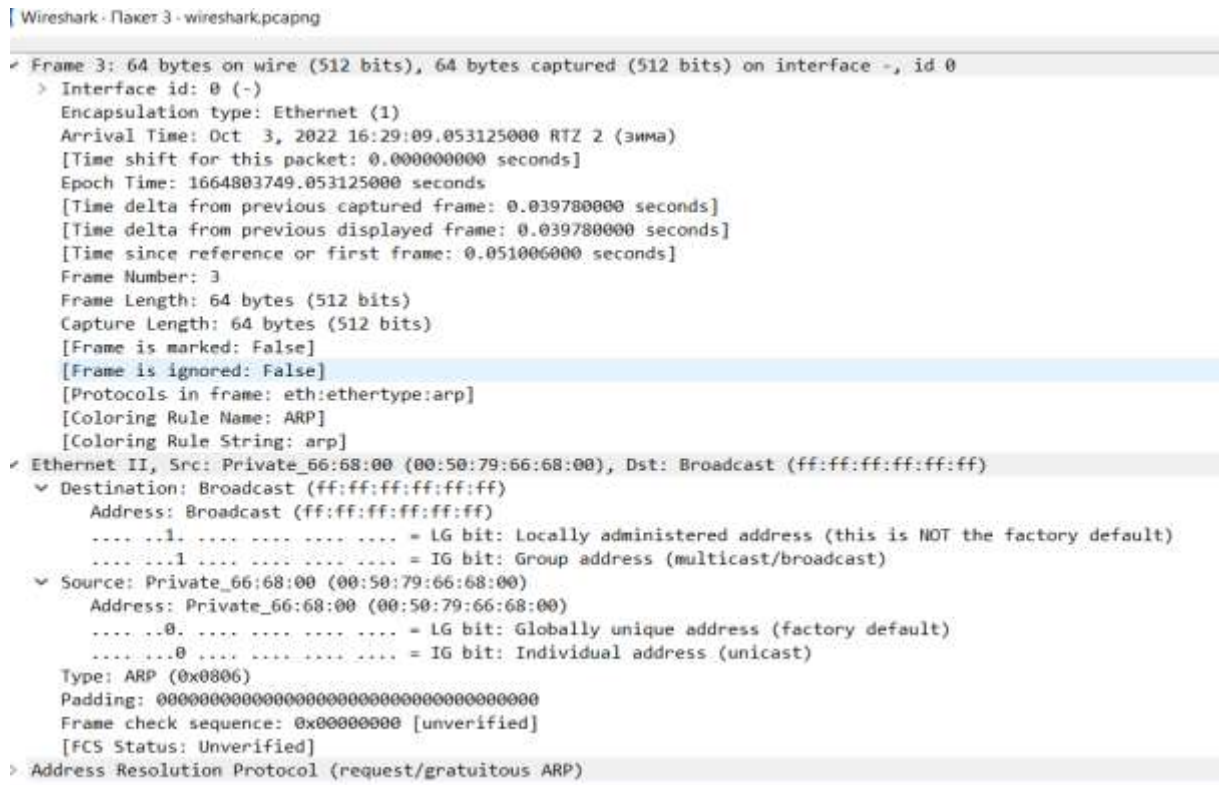 Wireshark · Пакет 3 · wireshark.pcapng
Frame 3: 64 bytes on wire (512 bits), 64 bytes captured (512 bits) on interface -, id 0
Interface id: 0 (-)
Encapsulation type: Ethernet (1)
Arrival Time: Oct  3, 2022 16:29:09.053125000 RTZ 2 (зима)
[Time shift for this packet: 0.000000000 seconds]
Epoch Time: 1664803749.053125000 seconds
[Time delta from previous captured frame: 0.039780000 seconds]
[Time delta from previous displayed frame: 0.039780000 seconds]
[Time since reference or first frame: 0.051006000 seconds]
Frame Number: 3
Frame Length: 64 bytes (512 bits)
Capture Length: 64 bytes (512 bits)
[Frame is marked: False]
[Frame is ignored: False]
[Protocols in frame: eth:ethertype:arp]
[Coloring Rule Name: ARP]
[Coloring Rule String: arp]
Ethernet II, Src: Private_66:68:00 (00:50:79:66:68:00), Dst: Broadcast (ff:ff:ff:ff:ff:ff)
Destination: Broadcast (ff:ff:ff:ff:ff:ff)
Address: Broadcast (ff:ff:ff:ff:ff:ff)
.... ..1. .... .... .... .... = LG bit: Locally administered address (this is NOT the factory default)
.... ...1 .... .... .... .... = IG bit: Group address (multicast/broadcast)
Source: Private_66:68:00 (00:50:79:66:68:00)
Address: Private_66:68:00 (00:50:79:66:68:00)
.... ..0. .... .... .... .... = LG bit: Globally unique address (factory default)
.... ...0 .... .... .... .... = IG bit: Individual address (unicast)
Type: ARP (0x0806)
Padding: 000000000000000000000000000000000000
Frame check sequence: 0x00000000 [unverified]
[FCS Status: Unverified]
Address Resolution Protocol (request/gratuitous ARP)